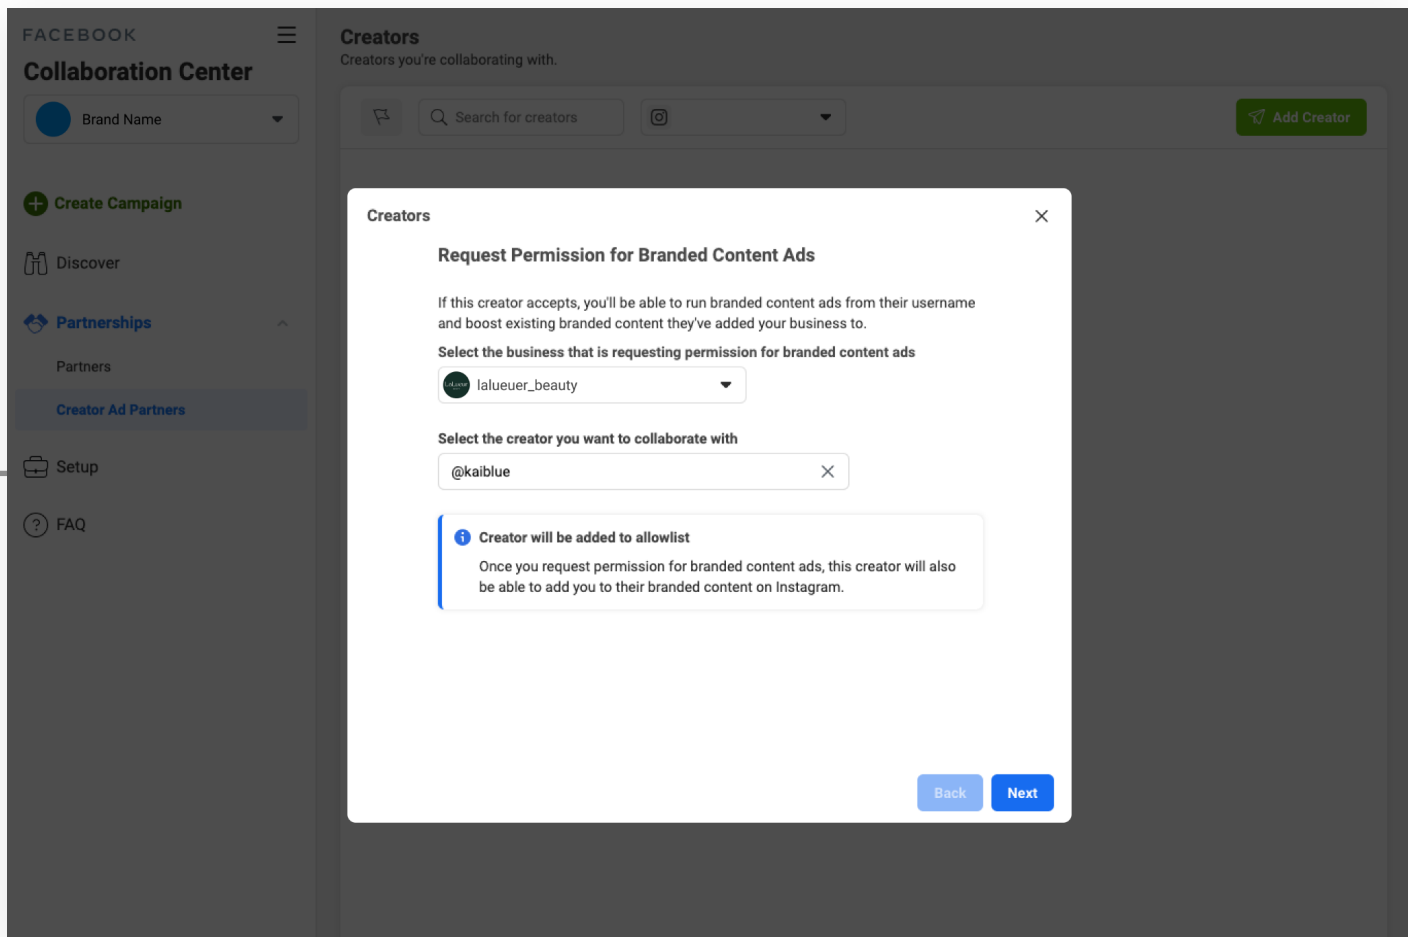 FACEBOOK
Collaboration Center
Brand Name
Create Campaign
Discover
Partnerships
Partners
Creator Ad Partners
Setup
FAQ
Creators
Creators you're collaborating with.
Search for creators
Add Creator
Creators
Request Permission for Branded Content Ads
If this creator accepts, you'll be able to run branded content ads from their username
and boost existing branded content they've added your business to.
Select the business that is requesting permission for branded content ads
lalueuer_beauty
Select the creator you want to collaborate with
@kaiblue
Creator will be added to allowlist
Once you request permission for branded content ads, this creator will also
be able to add you to their branded content on Instagram.
Back
Next